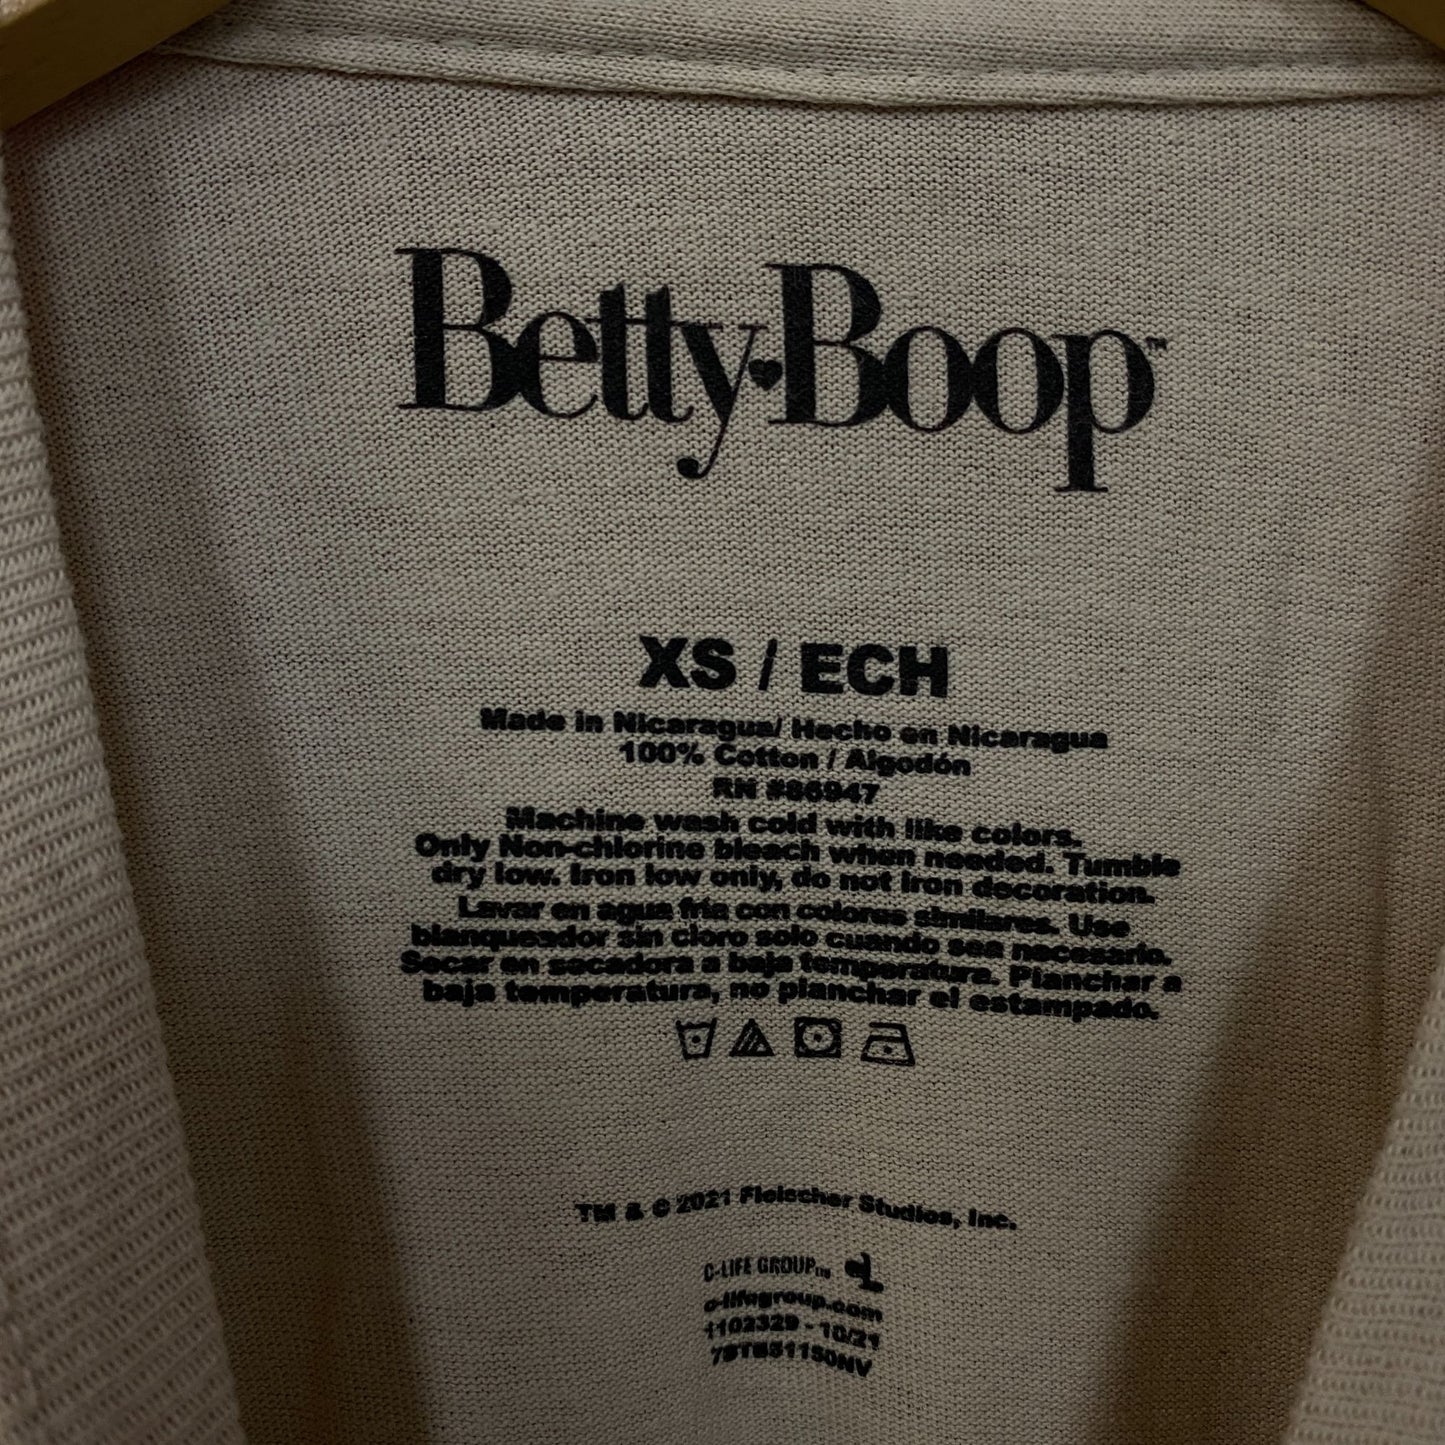 Betty Boop™
XS / ECH
Made in Nicaragua/ Hecho en Nicaragua
100% Cotton / Algodón
RN #86947
Machine wash cold with like colors.
Only Non-chlorine bleach when needed. Tumble
dry low. Iron low only, do not iron decoration.
Lavar en agua fria con colores similares. Use
blanqueador sin cloro solo cuando sea necesario.
Secar en secadora a baja temperatura. Planchar a
baja temperatura, no planchar el estampado.
TM & © 2021 Fleischer Studios, Inc.
C-LIFE GROUP™
c-lifegroup.com
1102329 - 10/21